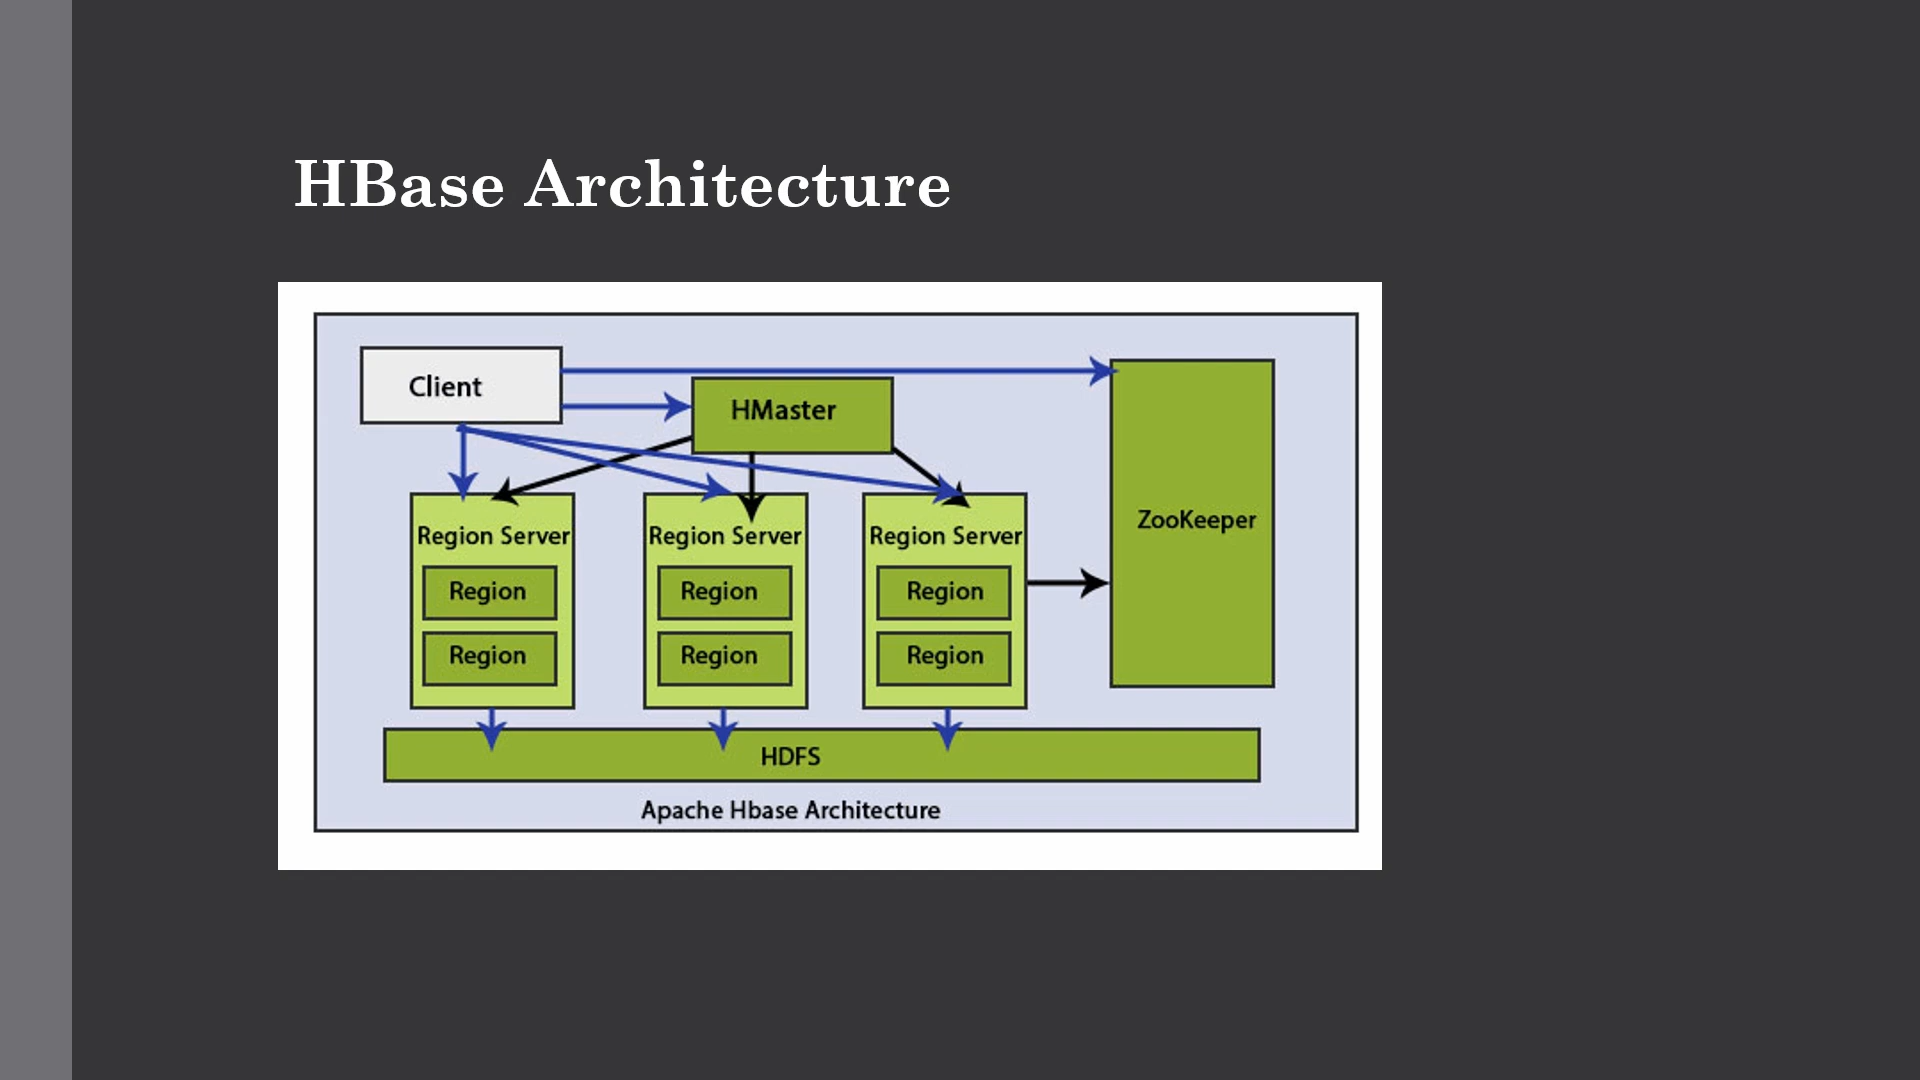 HBase Architecture
Client
HMaster
ZooKeeper
Region Server
Region
Region
Region Server
Region
Region
Region Server
Region
Region
HDFS
Apache Hbase Architecture